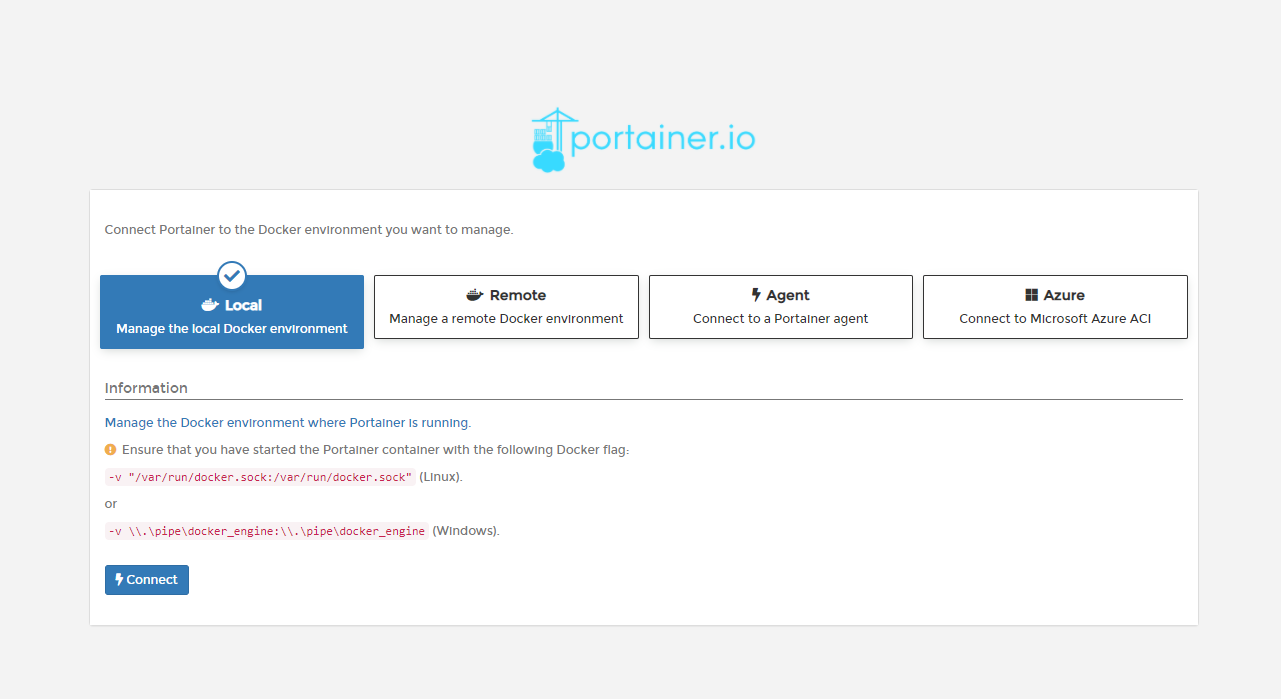 portainer.io
Connect Portainer to the Docker environment you want to manage.
Local
Manage the local Docker environment
Remote
Manage a remote Docker environment
Agent
Connect to a Portainer agent
Azure
Connect to Microsoft Azure ACI
Information
Manage the Docker environment where Portainer is running.
Ensure that you have started the Portainer container with the following Docker flag:
-v "/var/run/docker.sock:/var/run/docker.sock" (Linux).
or
-v \\.\pipe\docker_engine:\\.\pipe\docker_engine (Windows).
Connect